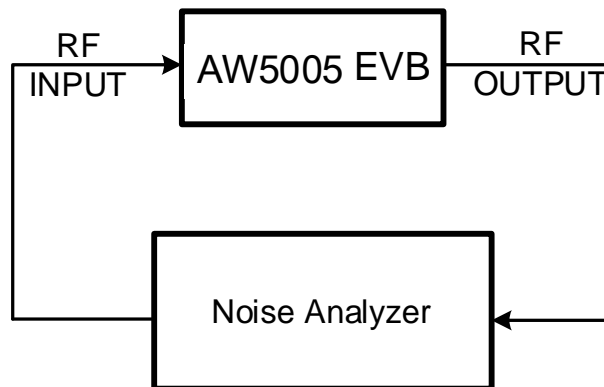 RF
INPUT
AW5005 EVB
RF
OUTPUT
Noise Analyzer